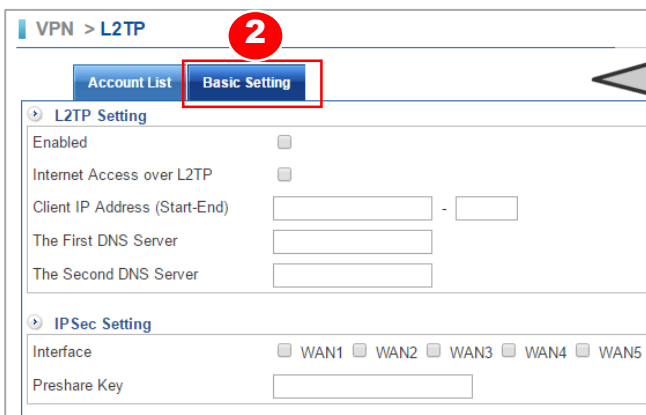 VPN > L2TP
2
Account List Basic Setting
L2TP Setting
Enabled
Internet Access over L2TP
Client IP Address (Start-End) -
The First DNS Server
The Second DNS Server
IPSec Setting
Interface WAN1 WAN2 WAN3 WAN4 WAN5
Preshare Key